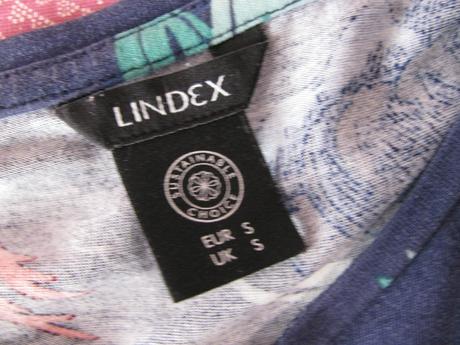 LINDEX
SUSTAINABLE
CHOICE
EUR S
UK S